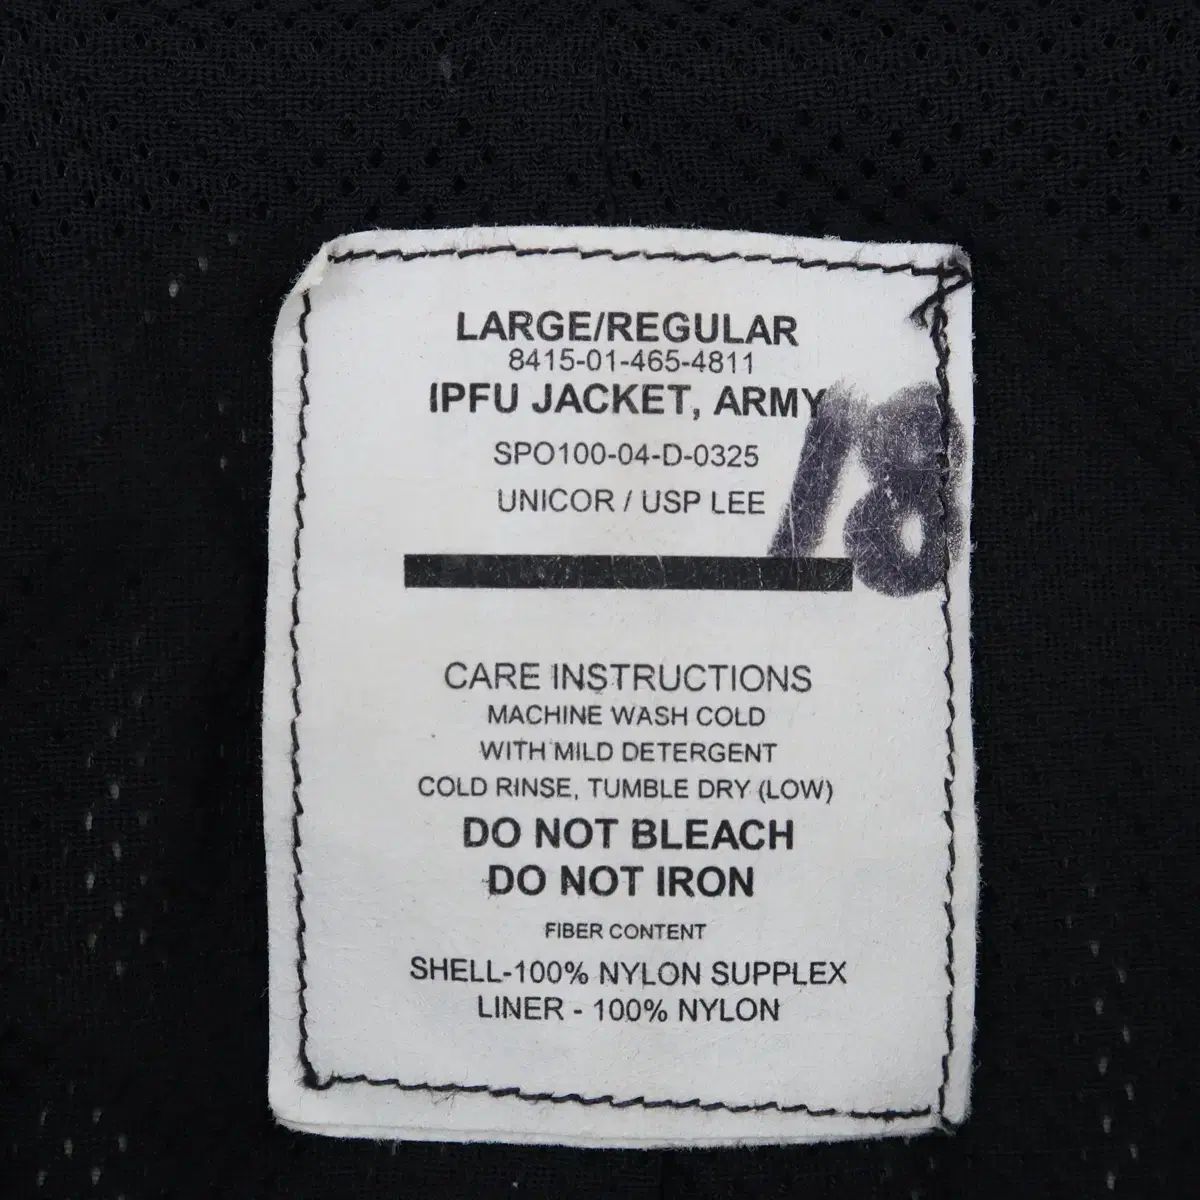 LARGE/REGULAR
8415-01-465-4811
IPFU JACKET, ARMY
SPO100-04-D-0325
UNICOR / USP LEE
18
CARE INSTRUCTIONS
MACHINE WASH COLD
WITH MILD DETERGENT
COLD RINSE, TUMBLE DRY (LOW)
DO NOT BLEACH
DO NOT IRON
FIBER CONTENT
SHELL-100% NYLON SUPPLEX
LINER - 100% NYLON